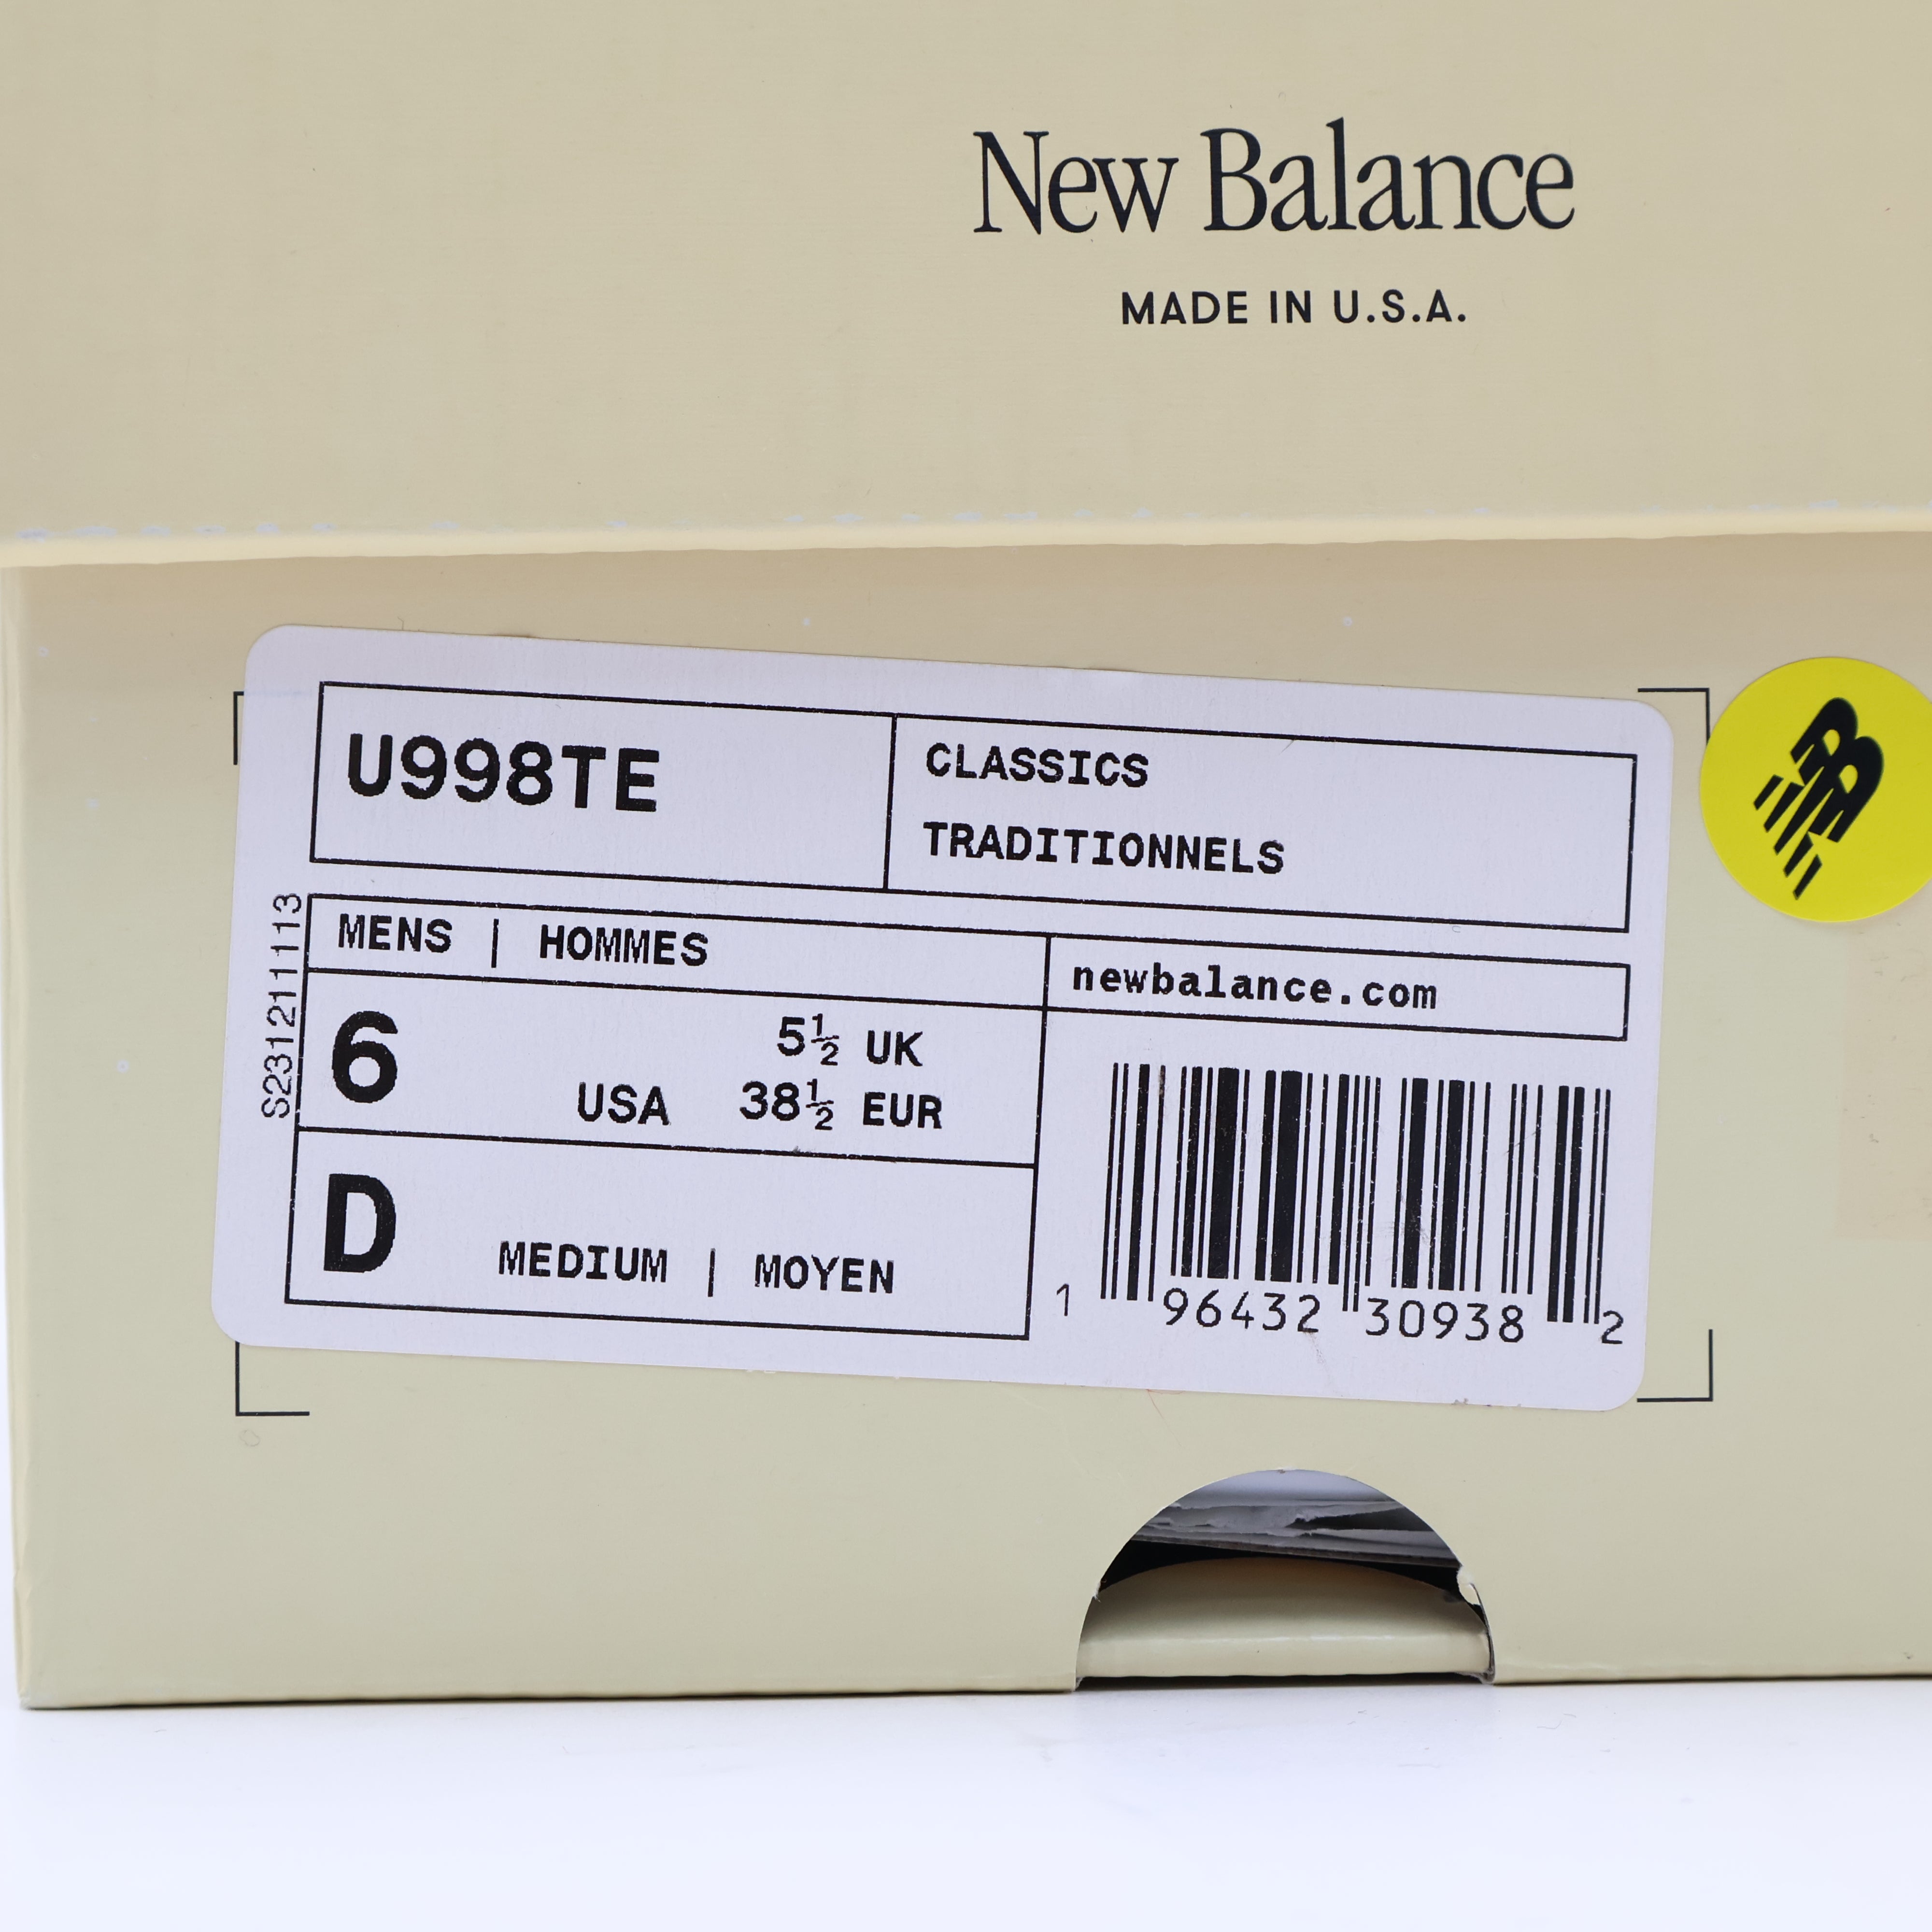 New Balance
MADE IN U.S.A.
U998TE
CLASSICS
TRADITIONNELS
S231211113
MENS | HOMMES
newbalance.com
6 USA
5½ UK
38½ EUR
D MEDIUM | MOYEN
1 96432 30938 2